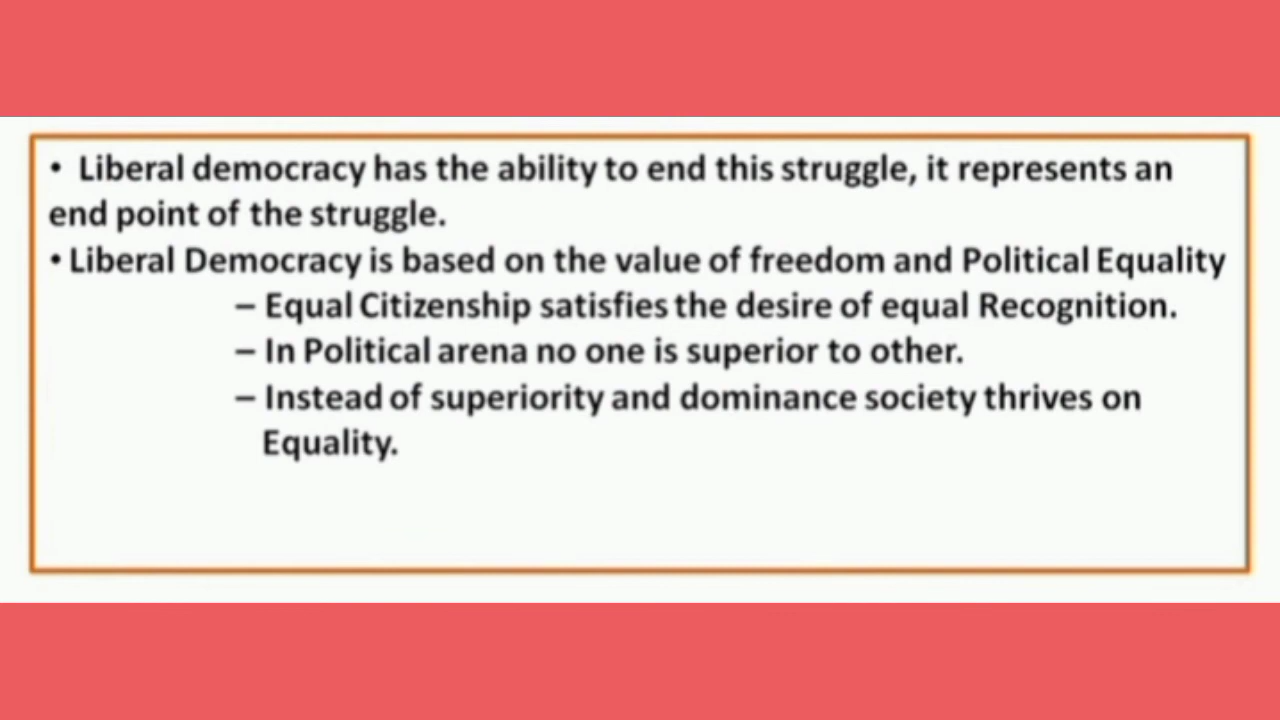 • Liberal democracy has the ability to end this struggle, it represents an
end point of the struggle.
• Liberal Democracy is based on the value of freedom and Political Equality
– Equal Citizenship satisfies the desire of equal Recognition.
– In Political arena no one is superior to other.
– Instead of superiority and dominance society thrives on
Equality.